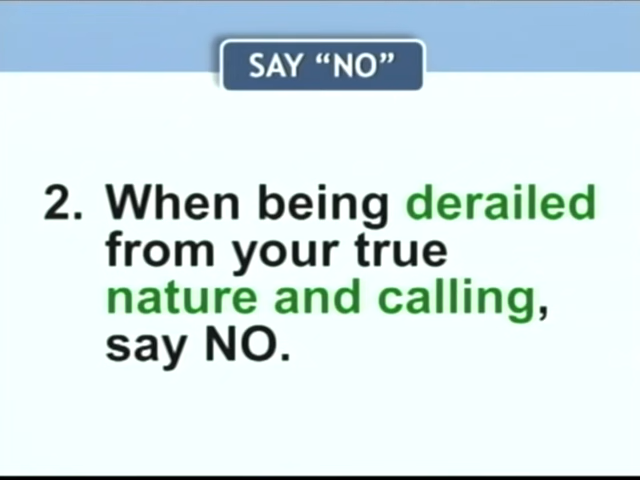 SAY “NO”
2. When being derailed
from your true
nature and calling,
say NO.